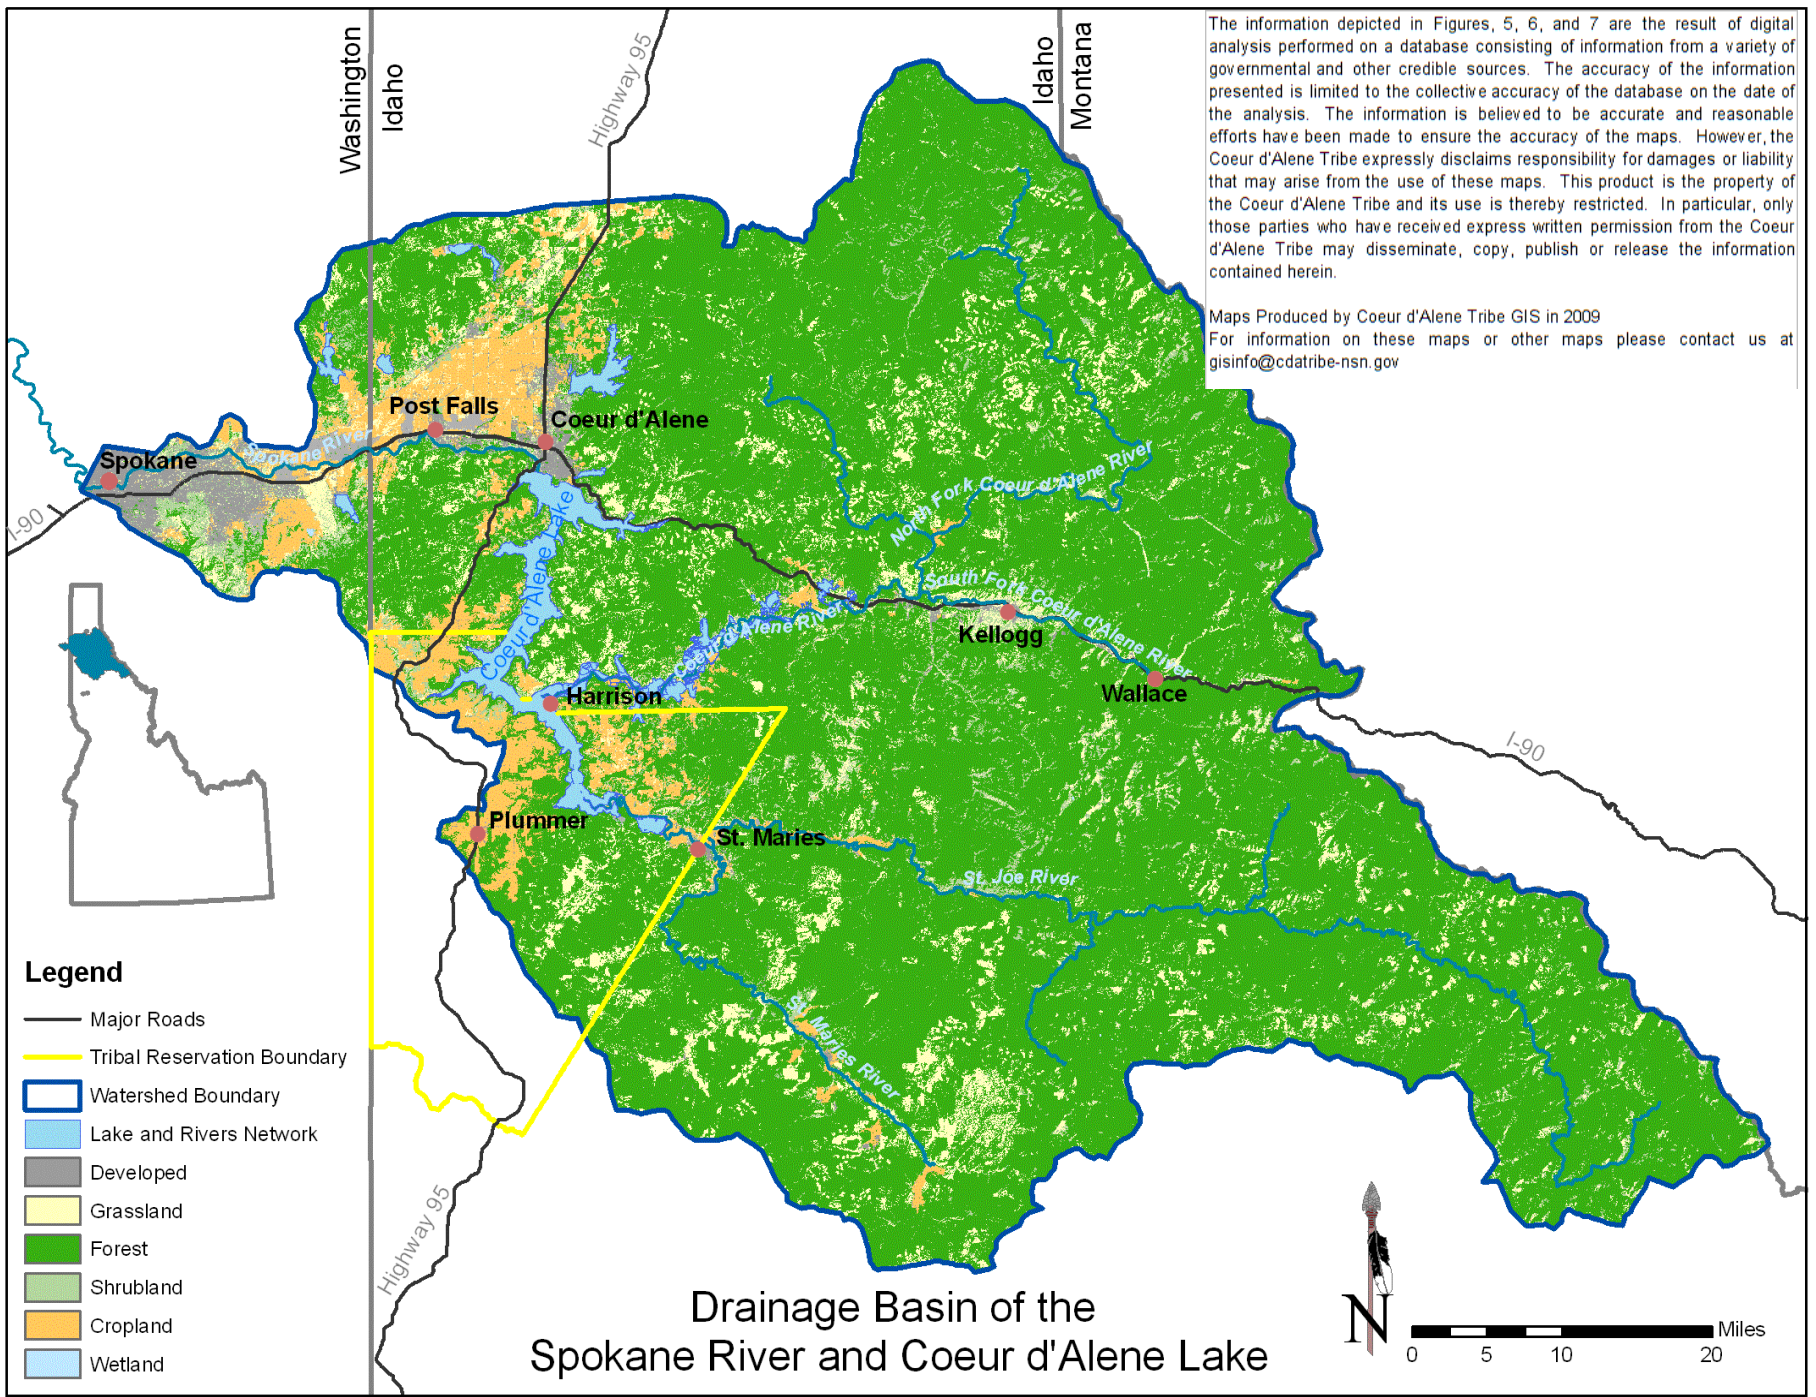 The information depicted in Figures, 5, 6, and 7 are the result of digital
analysis performed on a database consisting of information from a variety of
governmental and other credible sources. The accuracy of the information
presented is limited to the collective accuracy of the database on the date of
the analysis. The information is believed to be accurate and reasonable
efforts have been made to ensure the accuracy of the maps. However, the
Coeur d'Alene Tribe expressly disclaims responsibility for damages or liability
that may arise from the use of these maps. This product is the property of
the Coeur d'Alene Tribe and its use is thereby restricted. In particular, only
those parties who have received express written permission from the Coeur
d'Alene Tribe may disseminate, copy, publish or release the information
contained herein.
Maps Produced by Coeur d'Alene Tribe GIS in 2009
For information on these maps or other maps please contact us at
gisinfo@cdatribe-nsn.gov
Washington
Idaho
Highway 95
Idaho
Montana
Post Falls
Coeur d'Alene
Spokane River
Spokane
I-90
Coeur d'Alene Lake
North Fork Coeur d'Alene River
South Fork Coeur d'Alene River
Coeur d'Alene River
Kellogg
Wallace
Harrison
I-90
Plummer
St. Maries
St. Joe River
St. Maries River
Highway 95
Legend
Major Roads
Tribal Reservation Boundary
Watershed Boundary
Lake and Rivers Network
Developed
Grassland
Forest
Shrubland
Cropland
Wetland
Drainage Basin of the
Spokane River and Coeur d'Alene Lake
N
Miles
0 5 10 20